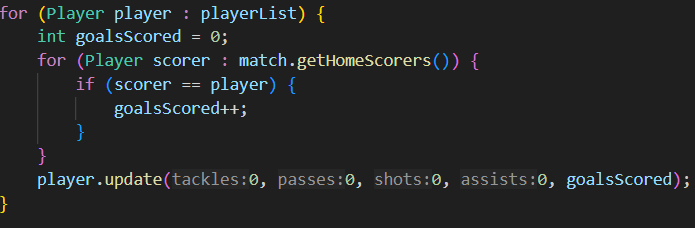 for (Player player : playerList) {
int goalsScored = 0;
for (Player scorer : match.getHomeScorers()) {
if (scorer == player) {
goalsScored++;
}
}
player.update(tackles:0, passes:0, shots:0, assists:0, goalsScored);
}